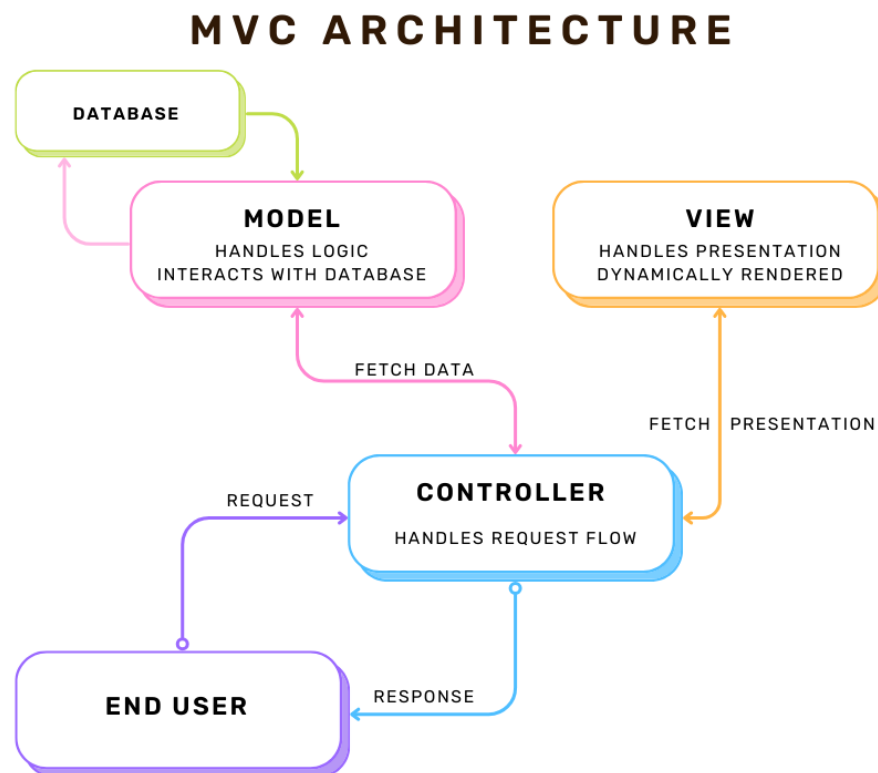 MVC ARCHITECTURE
DATABASE
MODEL
HANDLES LOGIC
INTERACTS WITH DATABASE
VIEW
HANDLES PRESENTATION
DYNAMICALLY RENDERED
FETCH DATA
FETCH PRESENTATION
CONTROLLER
HANDLES REQUEST FLOW
REQUEST
END USER
RESPONSE